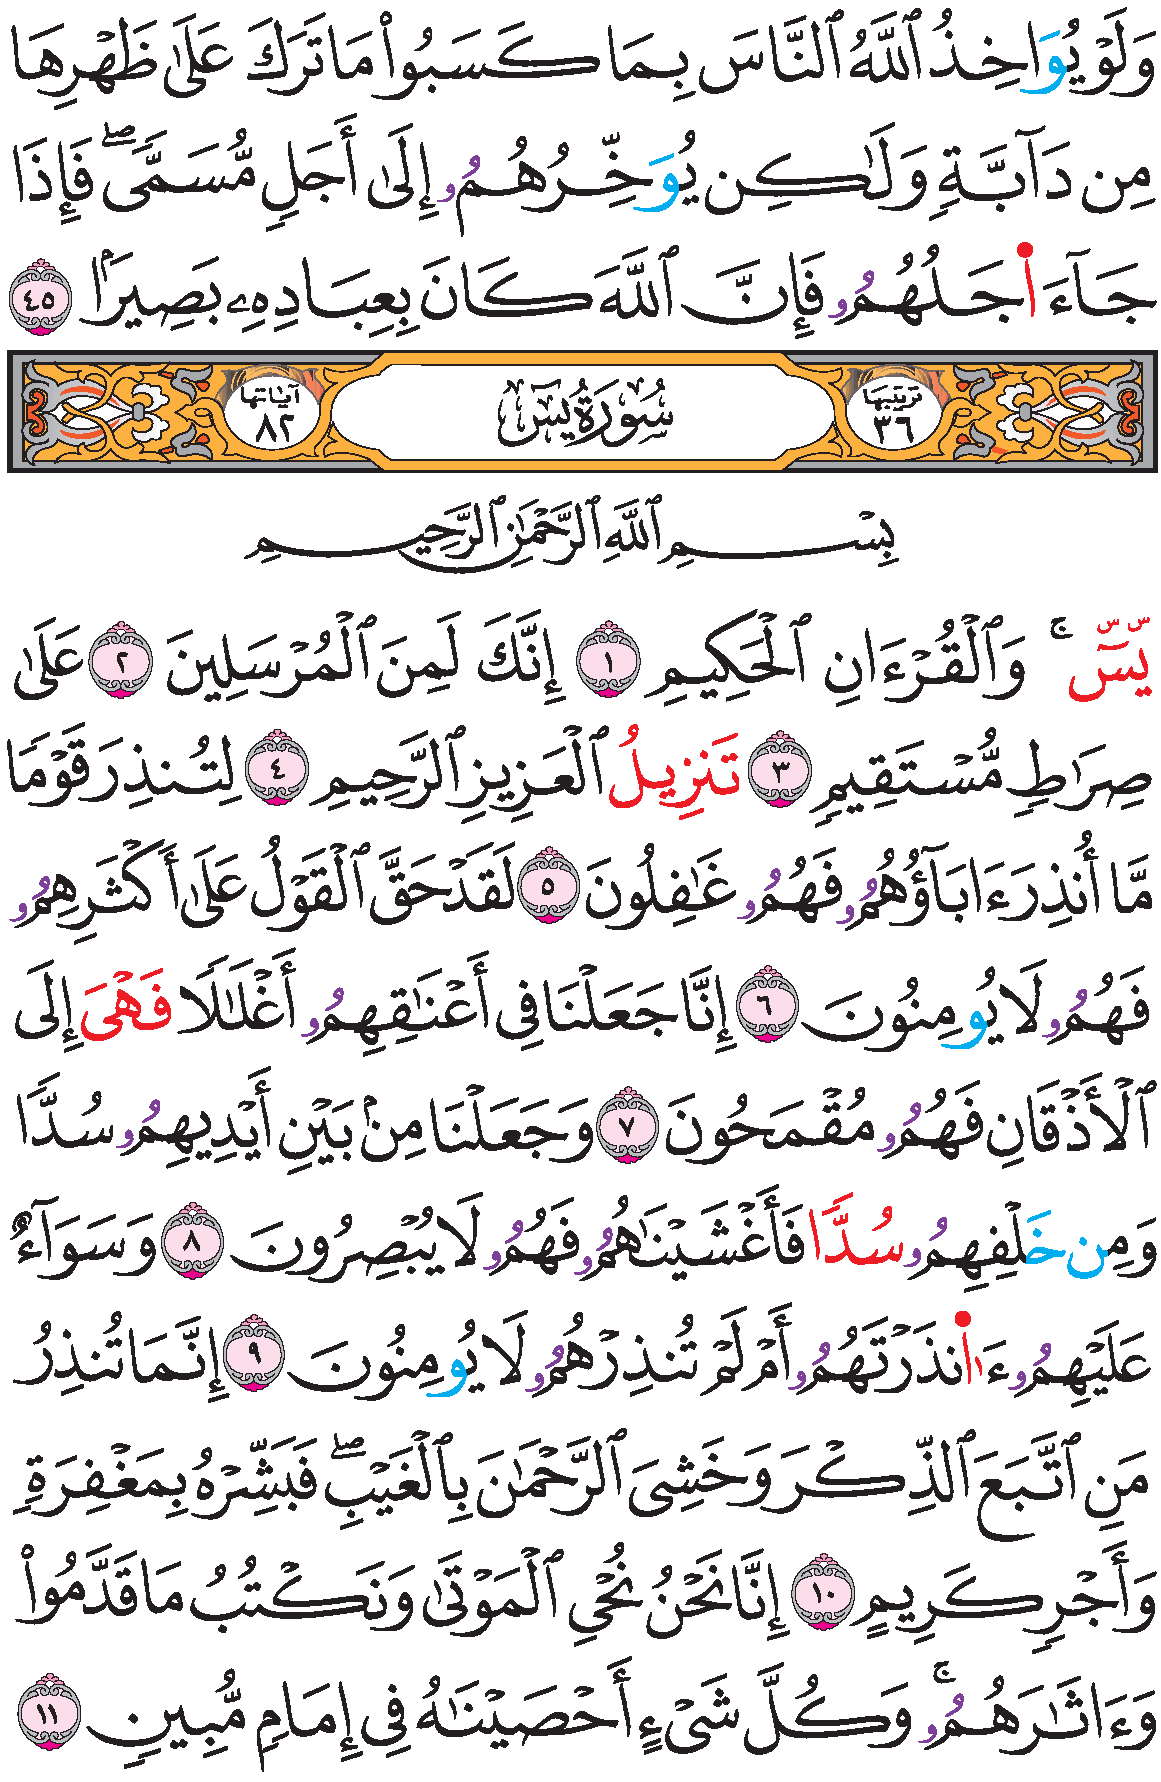 وَلَوۡ يُوَاخِذُ ٱللَّهُ ٱلنَّاسَ بِمَا كَسَبُواْ مَا تَرَكَ عَلَىٰ ظَهۡرِهَا
مِن دَآبَّةٖ وَلَٰكِن يُوَخِّرُهُمُۥ إِلَىٰ أَجَلٖ مُّسَمّٗىۖ فَإِذَا
جَآءَ ا۬جَلُهُمُۥ فَإِنَّ ٱللَّهَ كَانَ بِعِبَادِهِۦ بَصِيرَۢا ٤٥
ترتيبها ٣٦ سُورَةُ يسٓ آياتها ٨٢
بِسۡمِ ٱللَّهِ ٱلرَّحۡمَٰنِ ٱلرَّحِيمِ
يسٓۚ وَٱلۡقُرۡءَانِ ٱلۡحَكِيمِ ١ إِنَّكَ لَمِنَ ٱلۡمُرۡسَلِينَ ٢ عَلَىٰ
صِرَٰطٖ مُّسۡتَقِيمٖ ٣ تَنزِيلُ ٱلۡعَزِيزِ ٱلرَّحِيمِ ٤ لِتُنذِرَ قَوۡمٗا
مَّا أُنذِرَ ءَابَآؤُهُمُۥ فَهُمُۥ غَٰفِلُونَ ٥ لَقَدۡ حَقَّ ٱلۡقَوۡلُ عَلَىٰ أَكۡثَرِهِمُۥ
فَهُمُۥ لَا يُومِنُونَ ٦ إِنَّا جَعَلۡنَا فِي أَعۡنَٰقِهِمُۥ أَغۡلَٰلٗا فَهۡيَ إِلَى
ٱلۡأَذۡقَانِ فَهُمُۥ مُقۡمَحُونَ ٧ وَجَعَلۡنَا مِنۢ بَيۡنِ أَيۡدِيهِمُۥ سُدّٗا
وَمِن خَلۡفِهِمُۥ سُدّٗا فَأَغۡشَيۡنَٰهُمُۥ فَهُمُۥ لَا يُبۡصِرُونَ ٨ وَسَوَآءٌ
عَلَيۡهِمُۥ ءَا۬نذَرۡتَهُمُۥ أَمۡ لَمۡ تُنذِرۡهُمُۥ لَا يُومِنُونَ ٩ إِنَّمَا تُنذِرُ
مَنِ ٱتَّبَعَ ٱلذِّكۡرَ وَخَشِيَ ٱلرَّحۡمَٰنَ بِٱلۡغَيۡبِۖ فَبَشِّرۡهُ بِمَغۡفِرَةٖ
وَأَجۡرٖ كَرِيمٍ ١٠ إِنَّا نَحۡنُ نُحۡيِ ٱلۡمَوۡتَىٰ وَنَكۡتُبُ مَا قَدَّمُواْ
وَءَاثَٰرَهُمُۥۚ وَكُلَّ شَيۡءٍ أَحۡصَيۡنَٰهُ فِي إِمَامٖ مُّبِينٖ ١١